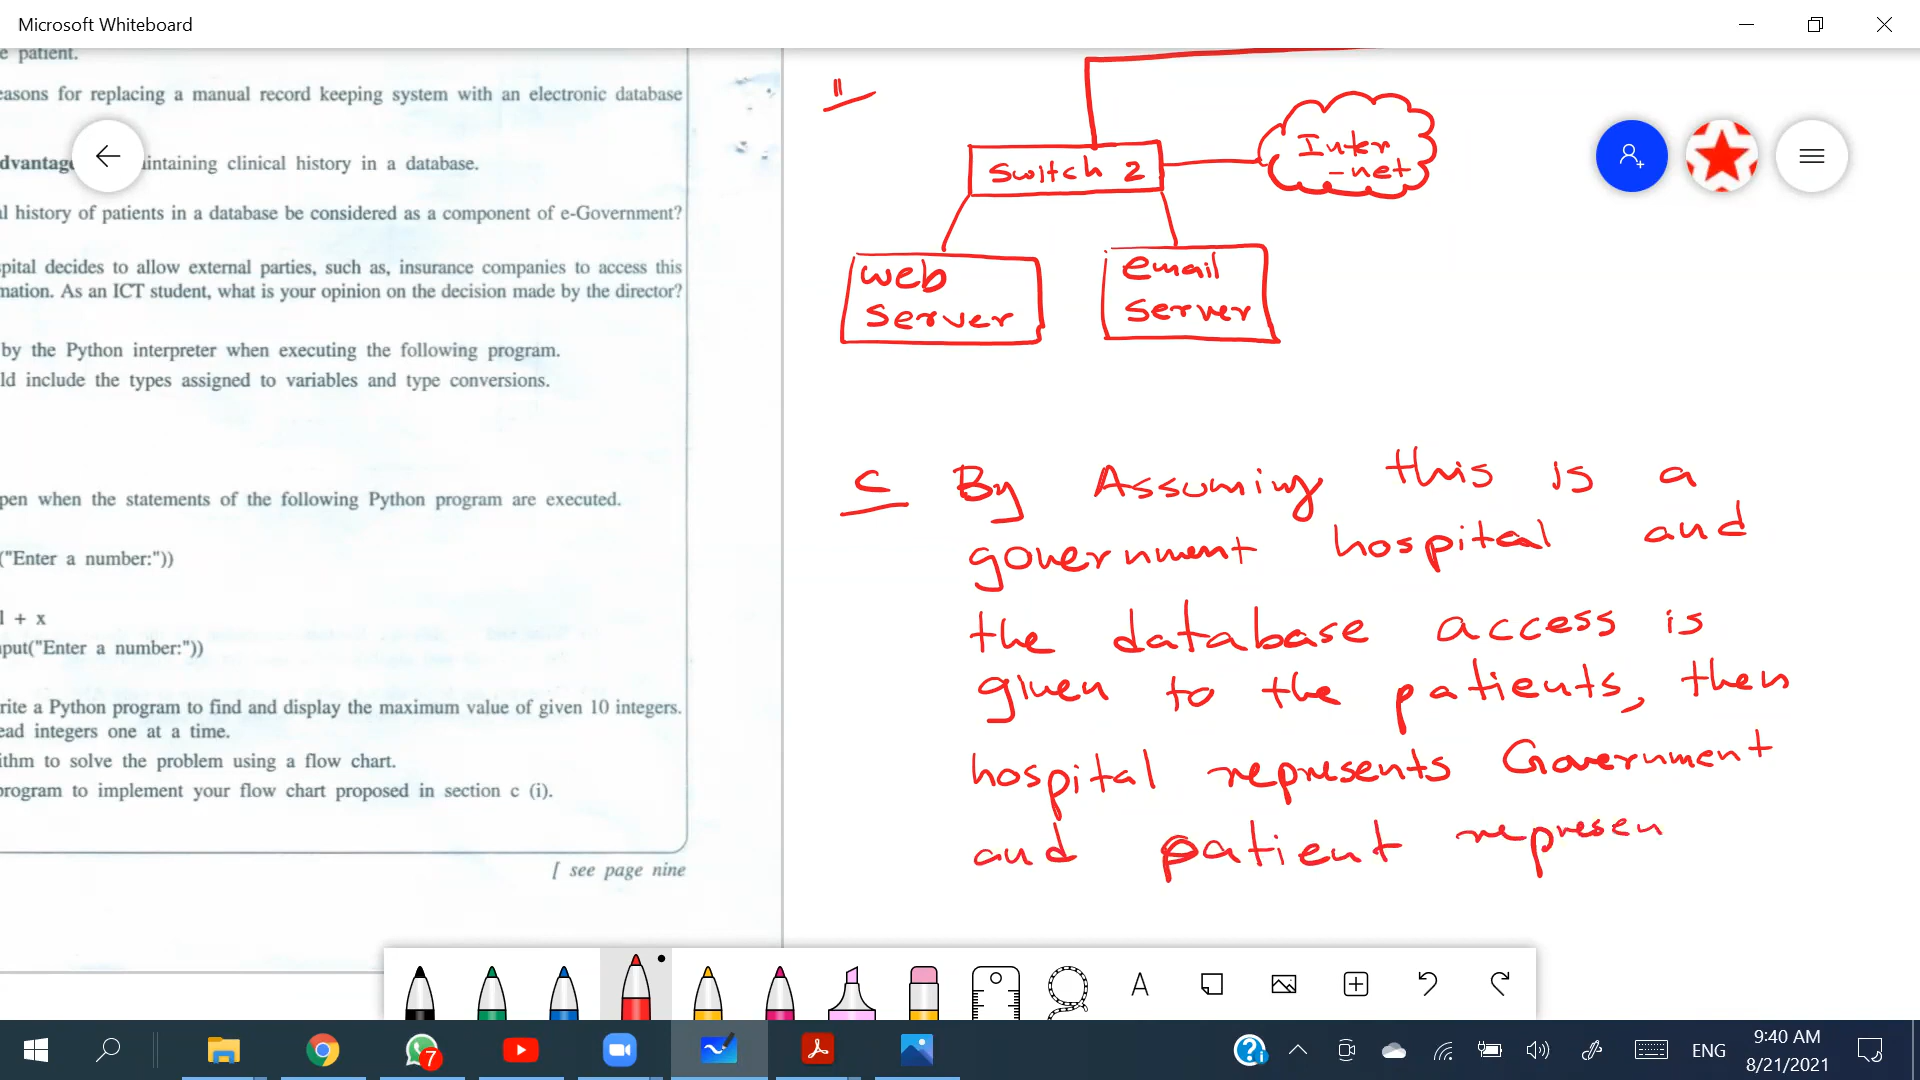 Microsoft Whiteboard
e patient.
easons for replacing a manual record keeping system with an electronic database
intaining clinical history in a database.
al history of patients in a database be considered as a component of e-Government?
spital decides to allow external parties, such as, insurance companies to access this
mation. As an ICT student, what is your opinion on the decision made by the director?
by the Python interpreter when executing the following program.
ld include the types assigned to variables and type conversions.
pen when the statements of the following Python program are executed.
("Enter a number:"))
l + x
nput("Enter a number:"))
rite a Python program to find and display the maximum value of given 10 integers.
ead integers one at a time.
ithm to solve the problem using a flow chart.
program to implement your flow chart proposed in section c (i).
[ see page nine
Switch 2
Inter
-net
web
Server
email
Server
C By Assuming this is a
government hospital and
the database access is
given to the patients, then
hospital represents Government
and patient represen
A
7
ENG
9:40 AM
8/21/2021